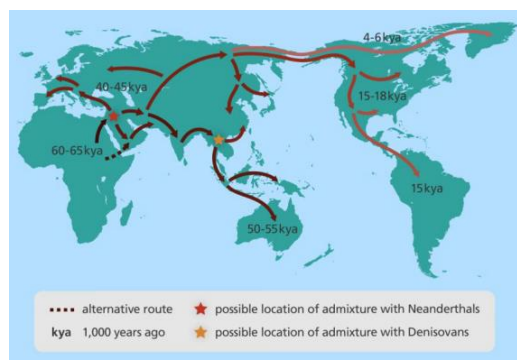 4-6kya
40-45kya
15-18kya
60-65kya
15kya
50-55kya
alternative route
possible location of admixture with Neanderthals
kya 1,000 years ago
possible location of admixture with Denisovans